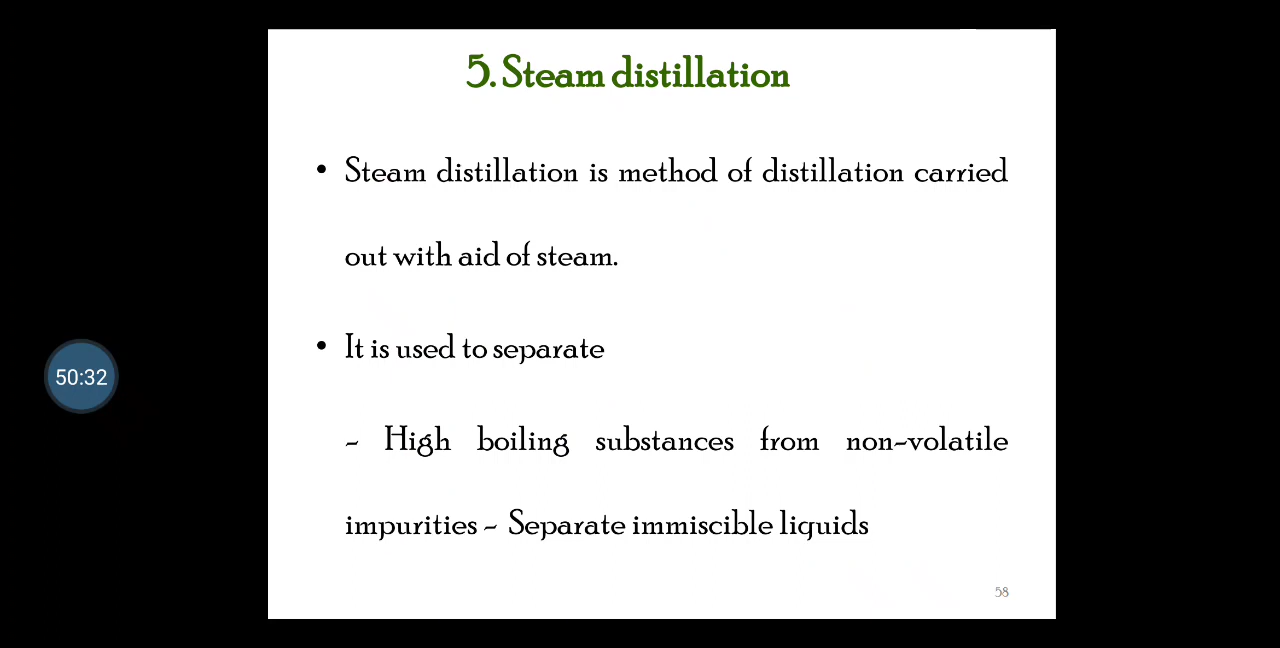 5. Steam distillation
• Steam distillation is method of distillation carried
out with aid of steam.
• It is used to separate
- High boiling substances from non-volatile
impurities - Separate immiscible liquids
50:32
58